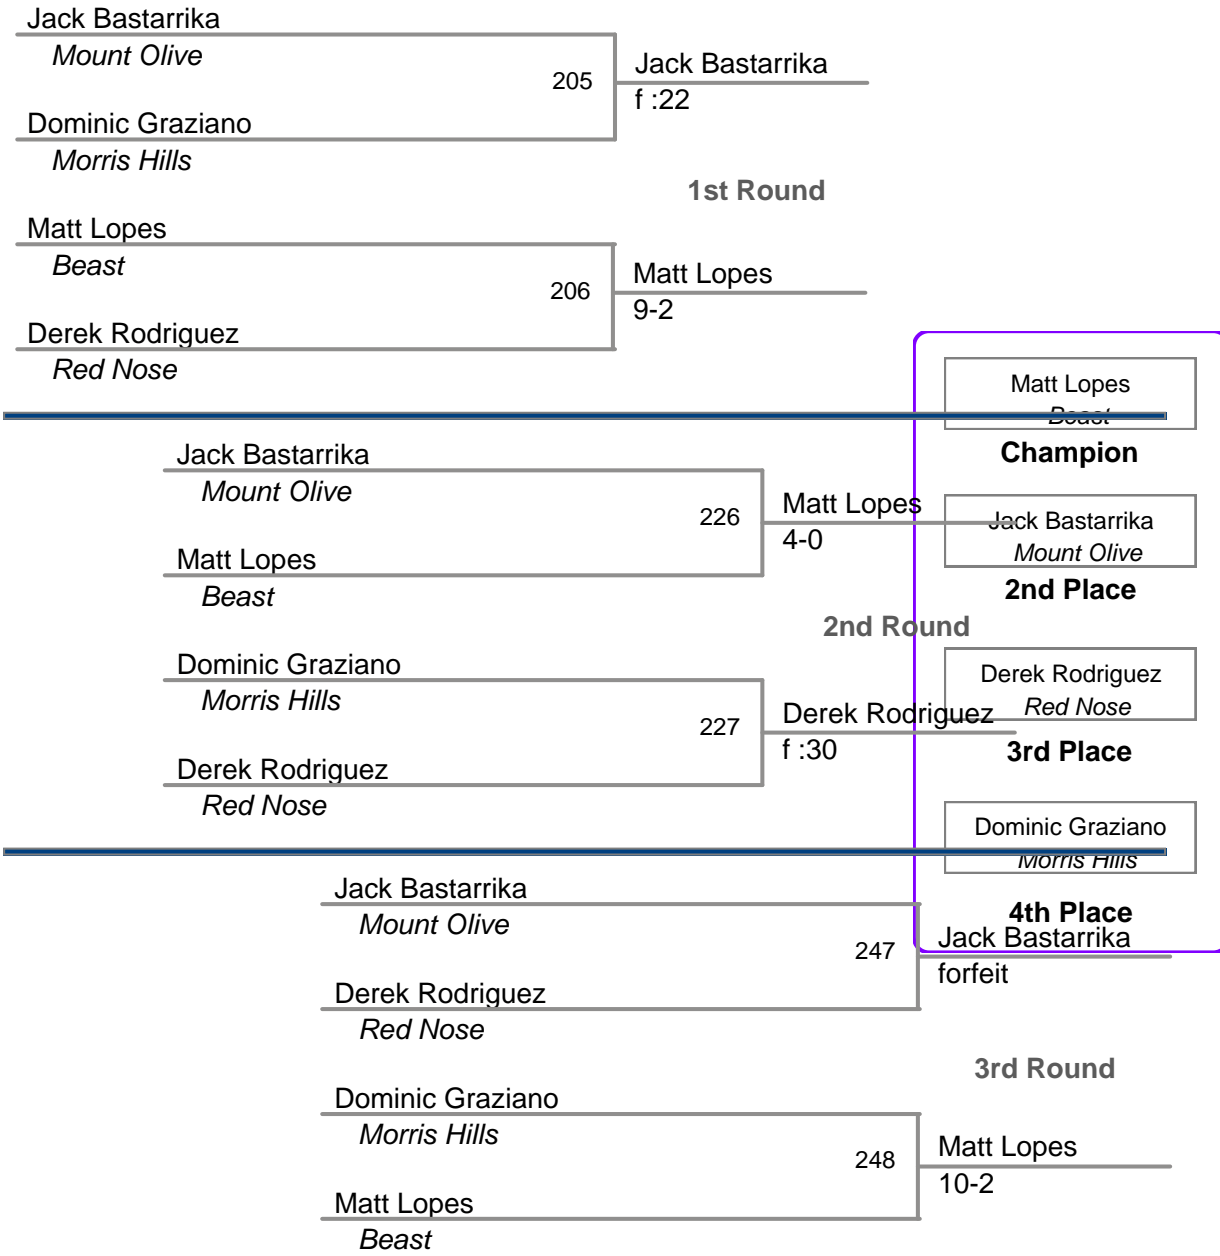 Jack Bastarrika
Mount Olive
205
Jack Bastarrika
f :22
Dominic Graziano
Morris Hills
1st Round
Matt Lopes
Beast
206
Matt Lopes
9-2
Derek Rodriguez
Red Nose
Matt Lopes
Beast
Champion
Jack Bastarrika
Mount Olive
226
Matt Lopes
4-0
Jack Bastarrika
Mount Olive
2nd Place
Matt Lopes
Beast
2nd Round
Dominic Graziano
Morris Hills
227
Derek Rodriguez
f :30
Derek Rodriguez
Red Nose
3rd Place
Derek Rodriguez
Red Nose
Dominic Graziano
Morris Hills
4th Place
Jack Bastarrika
Mount Olive
247
Jack Bastarrika
forfeit
Derek Rodriguez
Red Nose
3rd Round
Dominic Graziano
Morris Hills
248
Matt Lopes
10-2
Matt Lopes
Beast